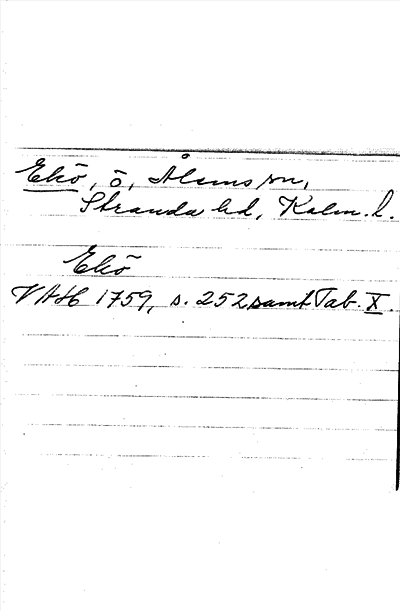 Ekö, ö, Ålems sn,
Stranda hd, Kalm. l.
Ekö
VAH 1759, s. 252 samt Tab. X.